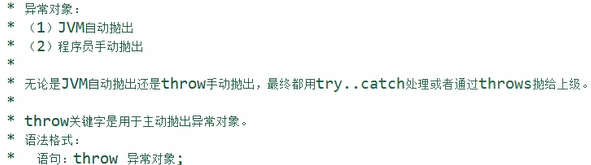 * 异常对象:
* （1）JVM自动抛出
* （2）程序员手动抛出
*
* 无论是JVM自动抛出还是throw手动抛出，最终都用try..catch处理或者通过throws抛给上级。
*
* throw关键字是用于主动抛出异常对象。
* 语法格式:
* 语句: throw 异常对象;